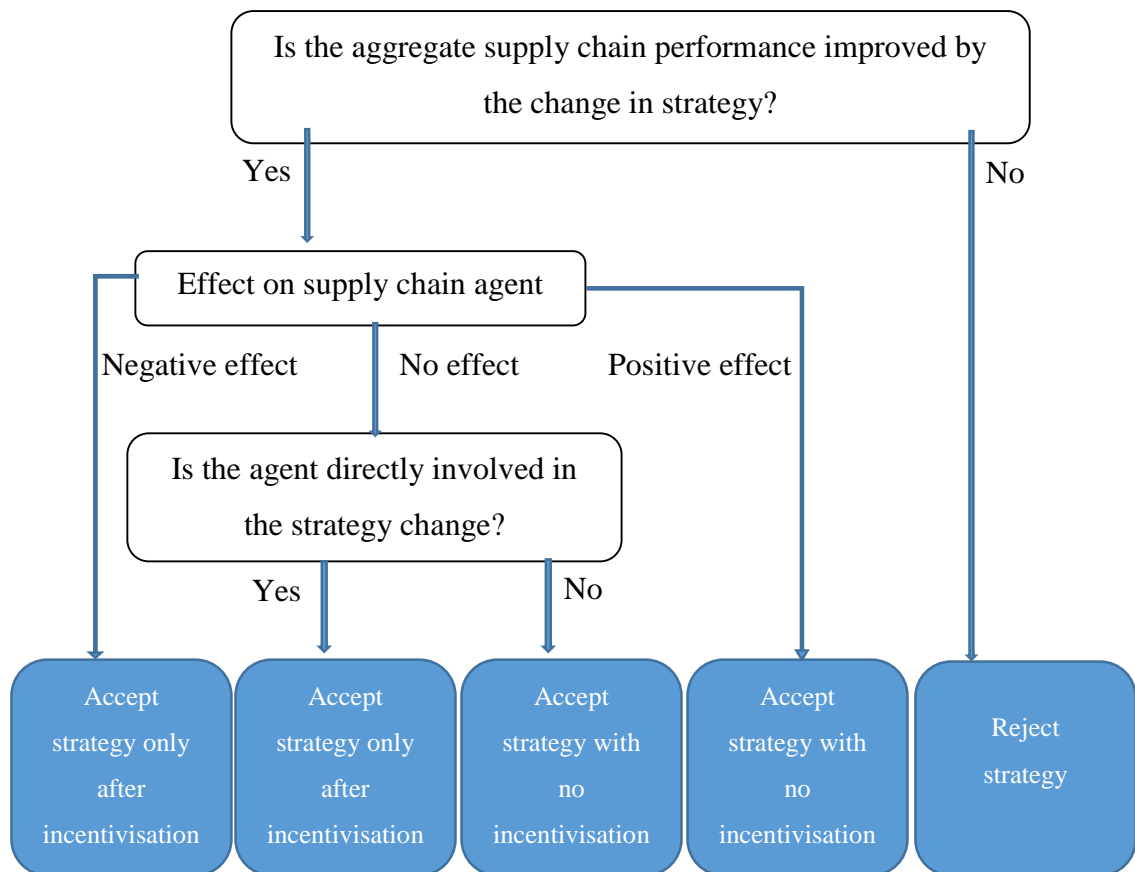 Is the aggregate supply chain performance improved by
the change in strategy?
Yes
No
Effect on supply chain agent
Negative effect
No effect
Positive effect
Is the agent directly involved in
the strategy change?
Yes
No
Accept
strategy only
after
incentivisation
Accept
strategy only
after
incentivisation
Accept
strategy with
no
incentivisation
Accept
strategy with
no
incentivisation
Reject
strategy